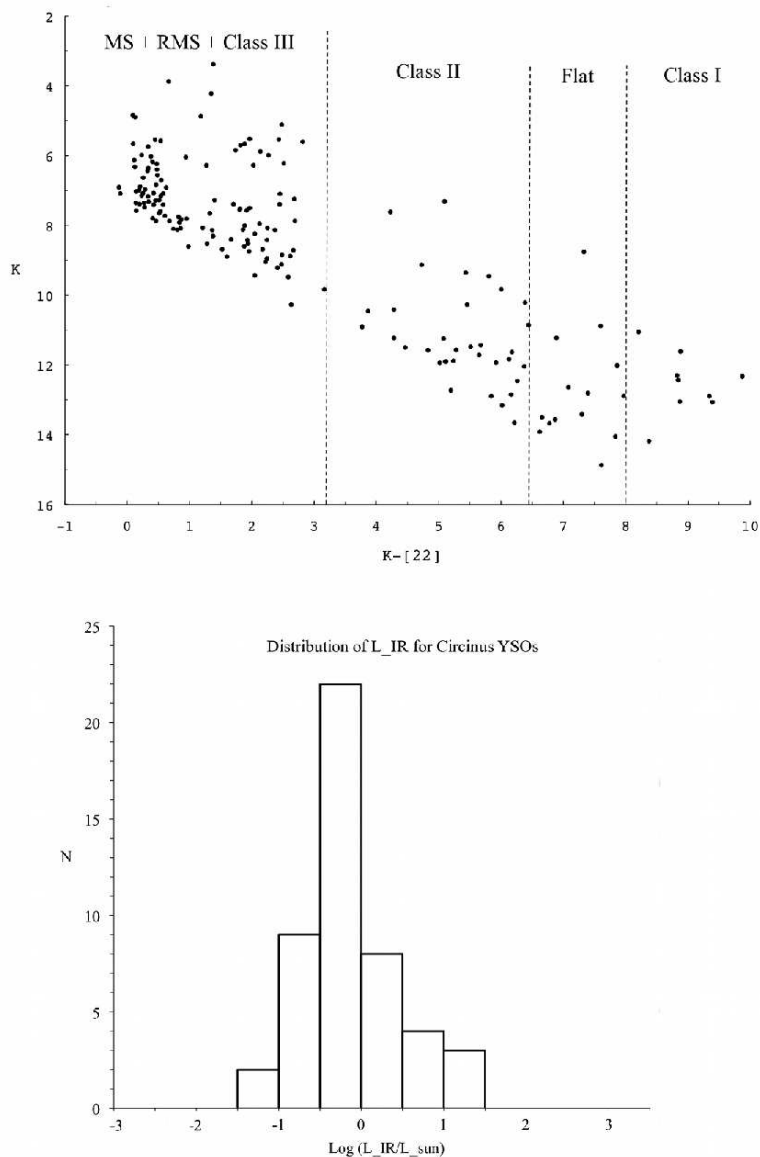 2
MS | RMS | Class III
Class II
Flat
Class I
4
6
8
K
10
12
14
16
-1 0 1 2 3 4 5 6 7 8 9 10
K-[22]
25
Distribution of L_IR for Circinus YSOs
20
15
N
10
5
0
-3 -2 -1 0 1 2 3
Log (L_IR/L_sun)